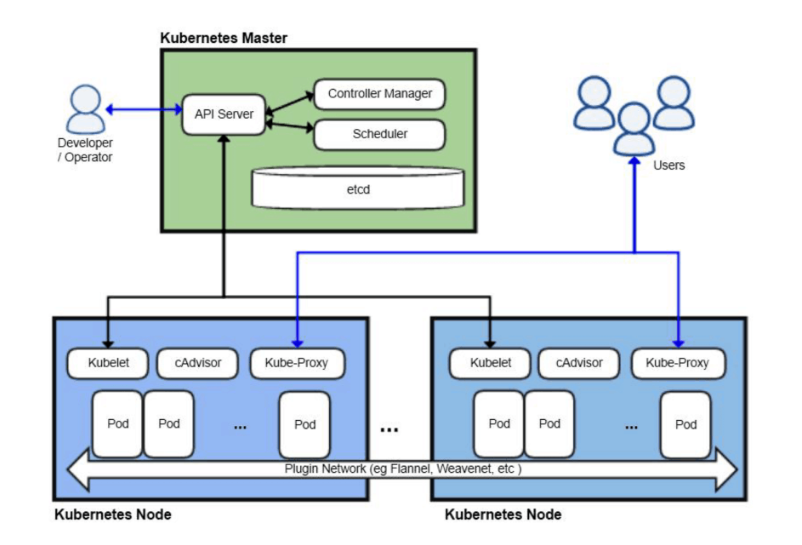 Kubernetes Master
API Server
Controller Manager
Scheduler
etcd
Developer
/ Operator
Users
Kubelet
cAdvisor
Kube-Proxy
Pod
Pod
...
Pod
Kubernetes Node
...
Kubelet
cAdvisor
Kube-Proxy
Pod
Pod
...
Pod
Plugin Network (eg Flannel, Weavenet, etc )
Kubernetes Node